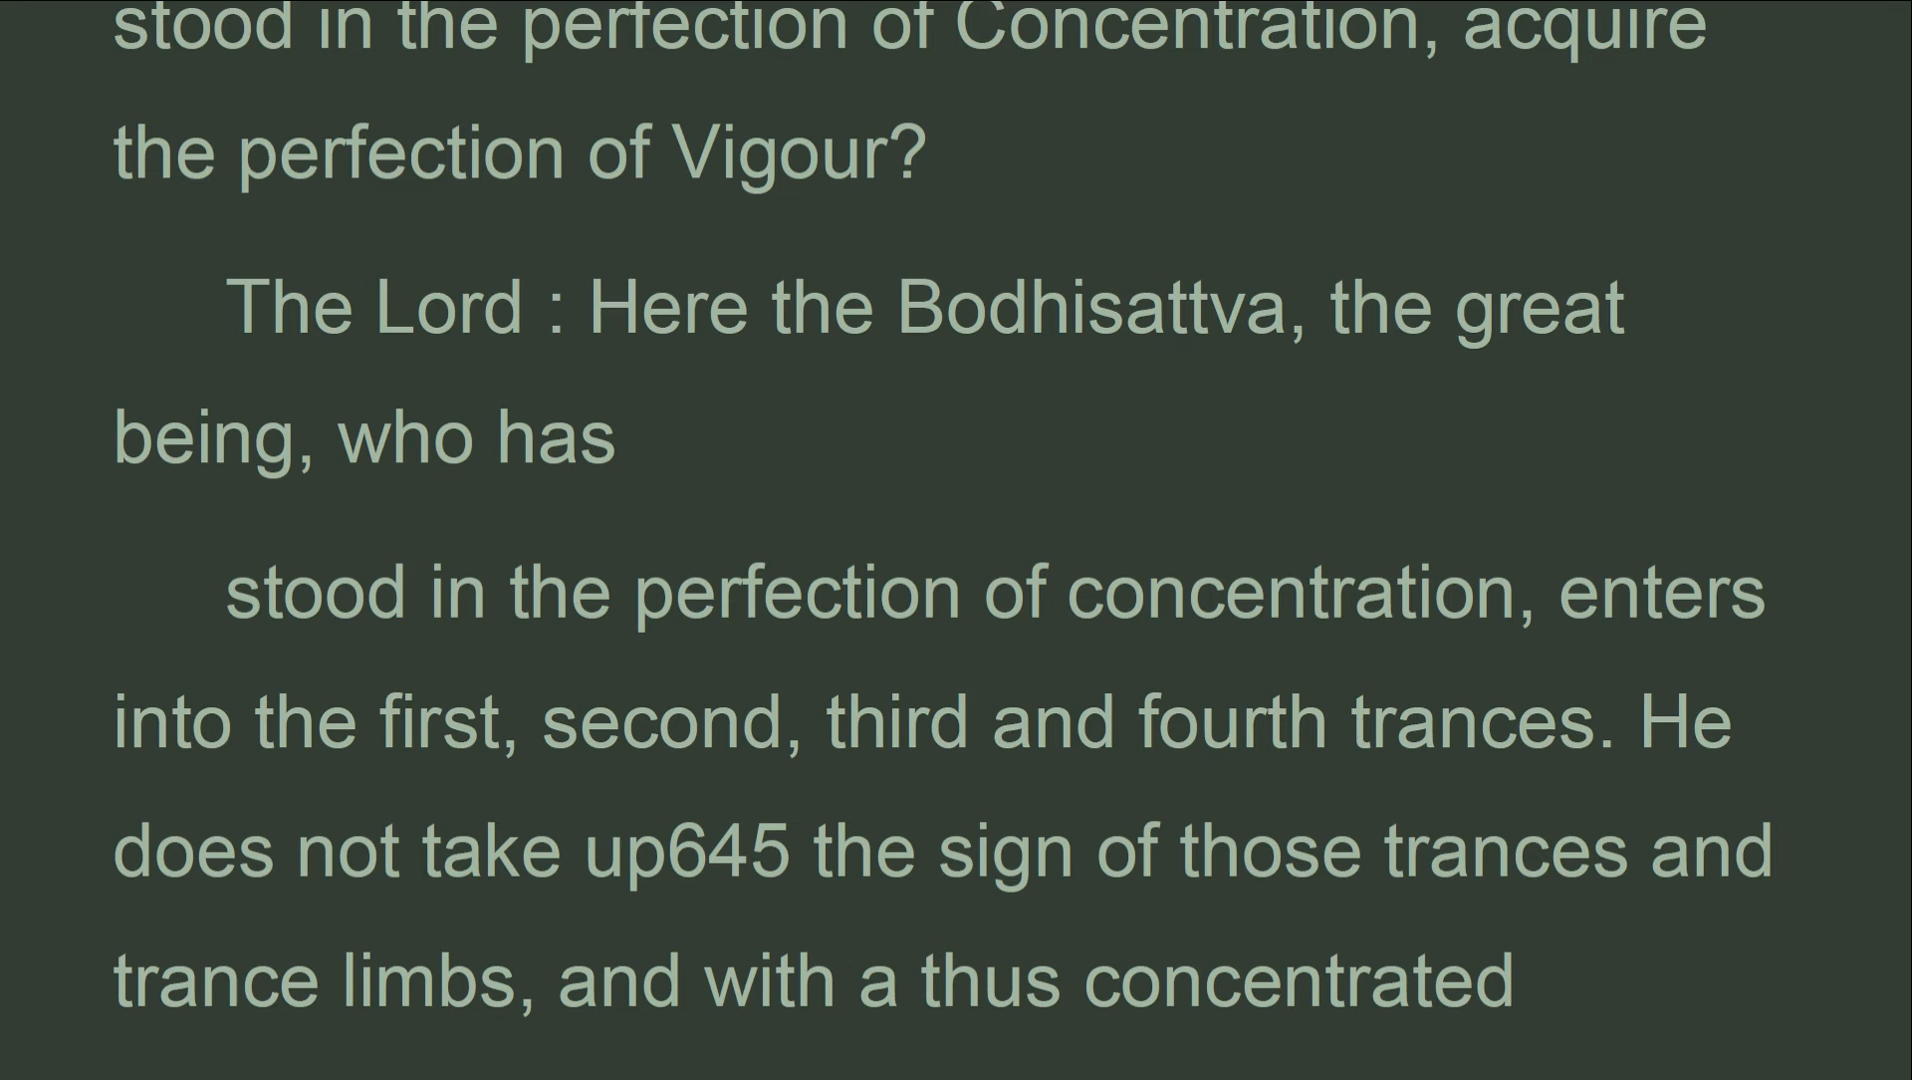 stood in the perfection of Concentration, acquire
the perfection of Vigour?
The Lord : Here the Bodhisattva, the great
being, who has
stood in the perfection of concentration, enters
into the first, second, third and fourth trances. He
does not take up645 the sign of those trances and
trance limbs, and with a thus concentrated